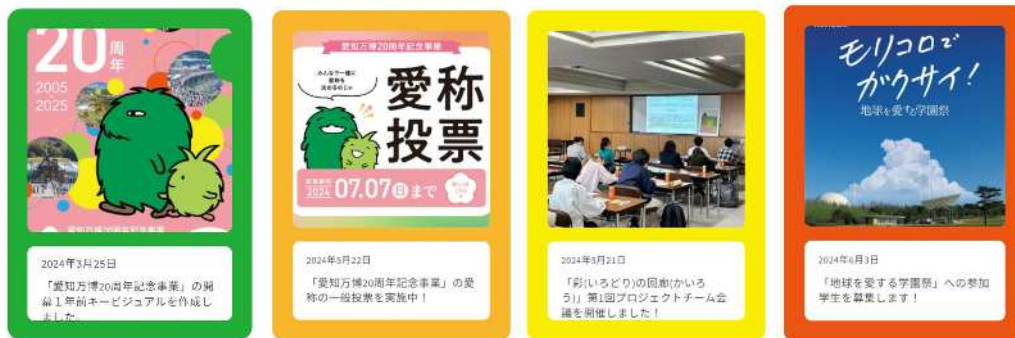 20周年
2005
2025
愛知万博20周年記念事業
2024年3月25日
「愛知万博20周年記念事業」の開
幕1年前キービジュアルを作成し
ました。
愛知万博20周年記念事業
みんなで一緒に
愛称を
決めるのじゃ
愛称
投票
2024 07.07(日)まで
2024年5月22日
「愛知万博20周年記念事業」の愛
称の一般投票を実施中！
2024年5月21日
「彩(いろどり)の回廊(かいろ
う)」第1回プロジェクトチーム会
議を開催しました！
モリコロで
ガクサイ！
地球を愛する学園祭
2024年6月3日
「地球を愛する学園祭」への参加
学生を募集します！